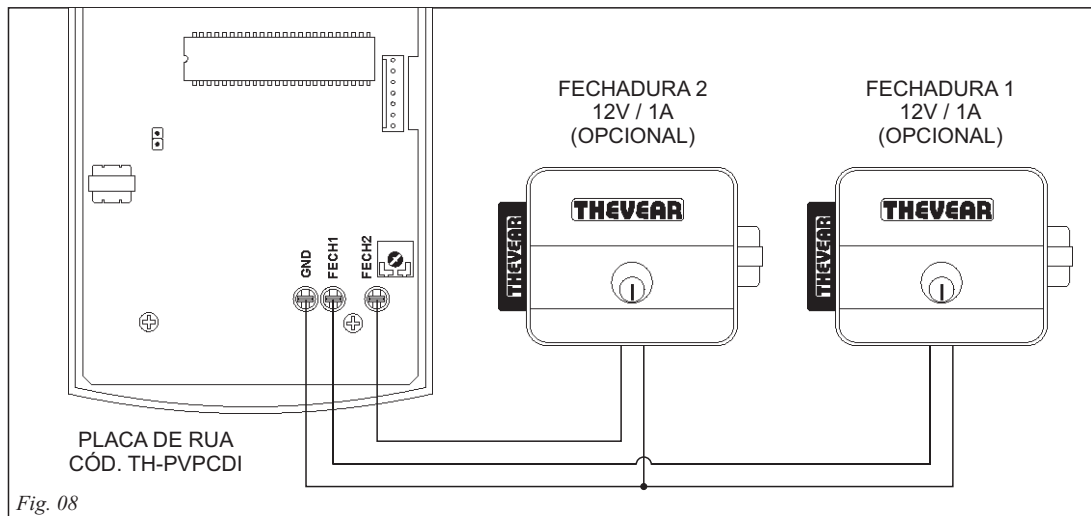 FECHADURA 2
12V / 1A
(OPCIONAL)
FECHADURA 1
12V / 1A
(OPCIONAL)
THEVEAR
THEVEAR
THEVEAR
THEVEAR
GND
FECH1
FECH2
PLACA DE RUA
CÓD. TH-PVPCDI
Fig. 08